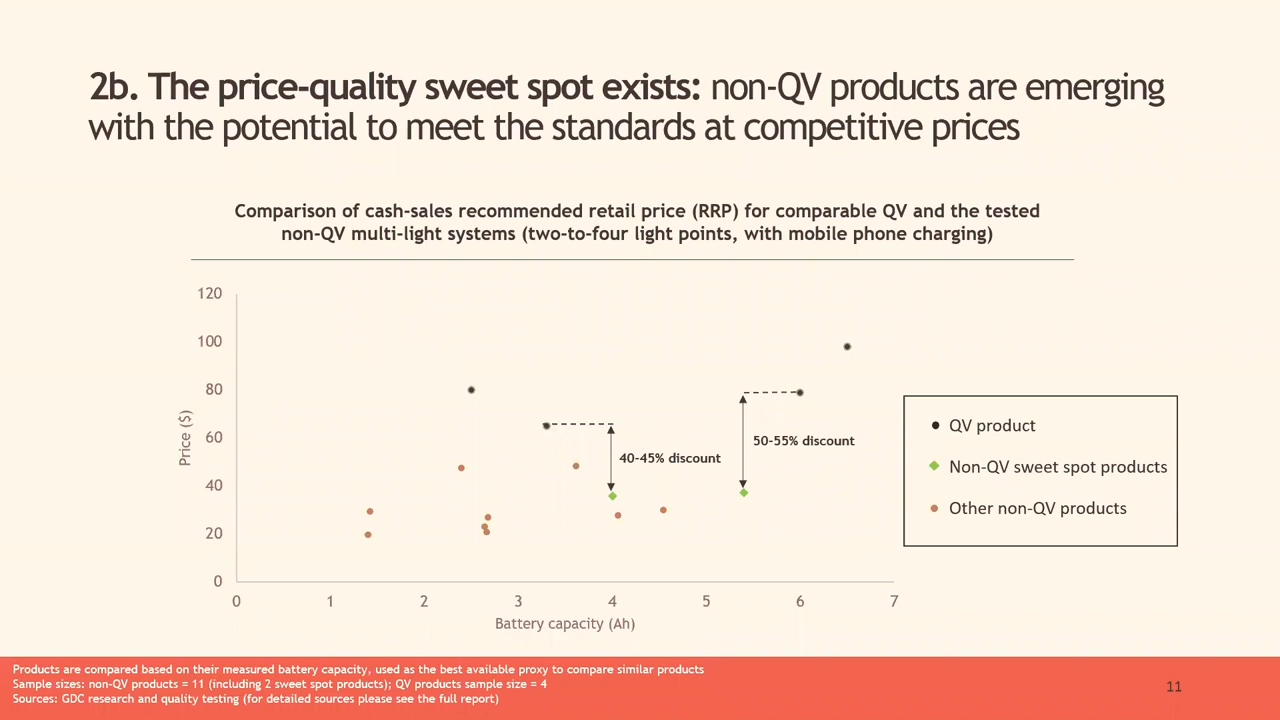 2b. The price-quality sweet spot exists: non-QV products are emerging
with the potential to meet the standards at competitive prices
Comparison of cash-sales recommended retail price (RRP) for comparable QV and the tested
non-QV multi-light systems (two-to-four light points, with mobile phone charging)
120
100
80
60
40
20
0
Price ($)
40-45% discount
50-55% discount
0 1 2 3 4 5 6 7
Battery capacity (Ah)
QV product
Non-QV sweet spot products
Other non-QV products
Products are compared based on their measured battery capacity, used as the best available proxy to compare similar products
Sample sizes: non-QV products = 11 (including 2 sweet spot products); QV products sample size = 4
Sources: GDC research and quality testing (for detailed sources please see the full report)
11